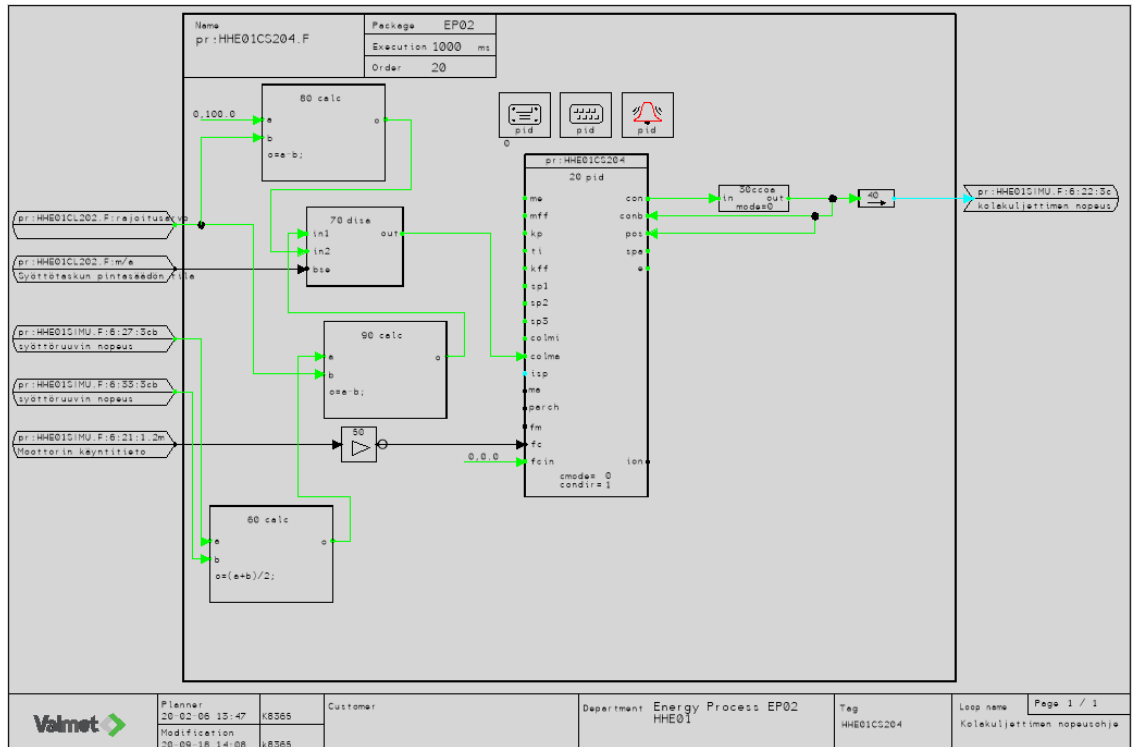 Name
pr:HHE01CS204.F
Package EP02
Execution 1000 ms
Order 20
80 calc
0,100.0
a
b
o
o=a-b;
pid
0
pid
pid
pr:HHE01CS204
20 pid
me
mff
kp
ti
kff
sp1
sp2
sp3
colmi
colma
isp
ma
parch
fm
fc
fcin
con
conb
pos
spa
e
ion
cmode= 0
condir= 1
30ccoa
in out
mode=0
40
pr:HHE01SIMU.F:6:22:3c
kolakuljettimen nopeus
pr:HHE01CL202.F:rajoitusarvo
70 disa
in1
in2
bse
out
pr:HHE01CL202.F:m/a
Syöttötaskun pintasäädön tila
90 calc
a
b
o
o=a-b;
pr:HHE01SIMU.F:6:27:3cb
syöttöruuvin nopeus
pr:HHE01SIMU.F:6:33:3cb
syöttöruuvin nopeus
pr:HHE01SIMU.F:6:21:1.2m
Moottorin käyntitieto
50
0,0.0
60 calc
a
b
o
o=(a+b)/2;
Valmet
Planner
20-02-06 13:47 K8365
Modification
20-09-18 14:08 k8365
Customer
Department Energy Process EP02
HHE01
Tag
HHE01CS204
Loop name
Page 1 / 1
Kolakuljettimen nopeusohje